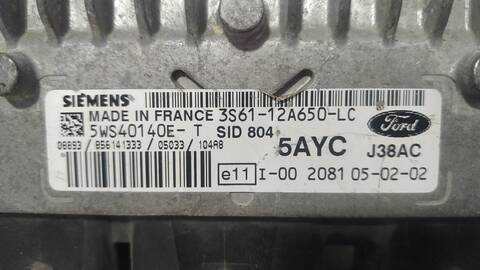 SIEMENS
MADE IN FRANCE 3S61-12A650-LC
5WS40140E- T SID 804
Ford
08893 / 856141333 / 05033 / 104A8
5AYC J38AC
e11 I-00 2081 05-02-02